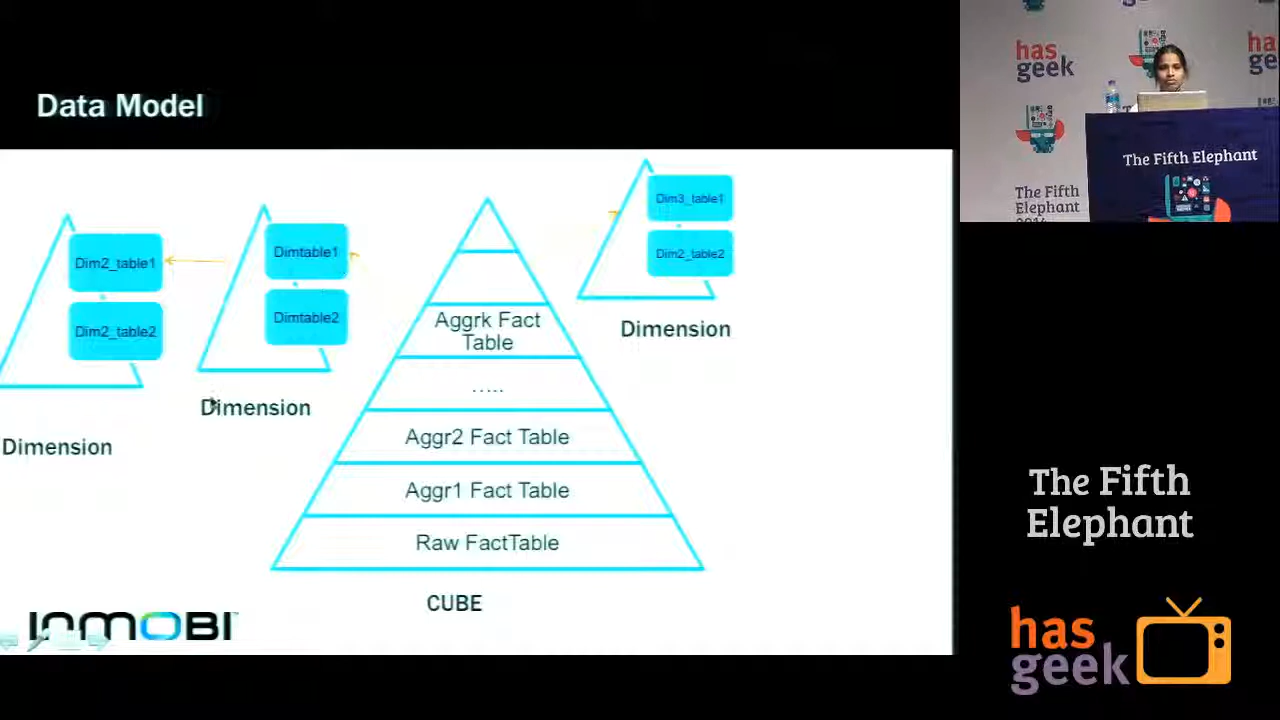 Data Model
Dim2_table1
Dim2_table2
Dimension
Dimtable1
Dimtable2
Dimension
Aggrk Fact
Table
.....
Aggr2 Fact Table
Aggr1 Fact Table
Raw FactTable
CUBE
Dim3_table1
Dim2_table2
Dimension
INMOBI
has
geek
The Fifth
Elephant
The Fifth Elephant
The Fifth
Elephant
has
geek